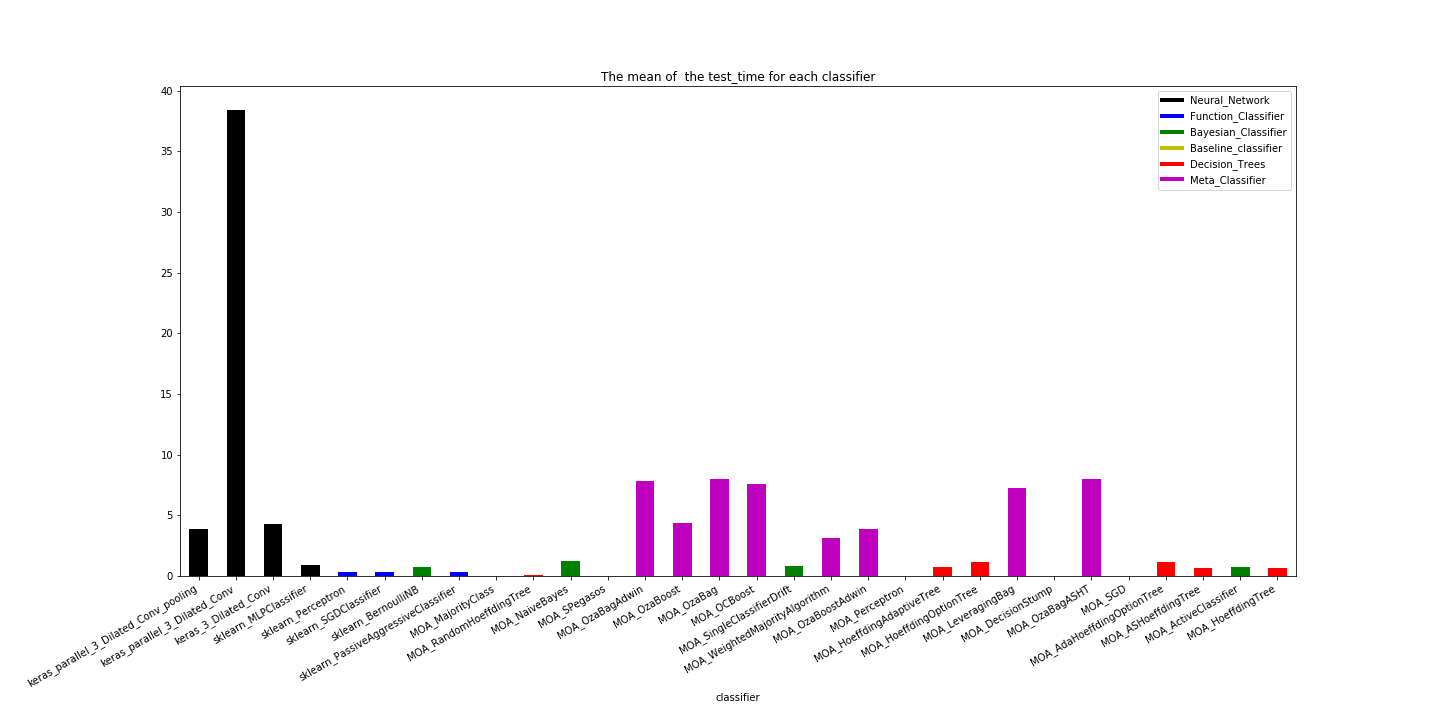 The mean of  the test_time for each classifier
40
35
30
25
20
15
10
5
0
Neural_Network
Function_Classifier
Bayesian_Classifier
Baseline_classifier
Decision_Trees
Meta_Classifier
keras_parallel_3_Dilated_Conv_pooling
keras_parallel_3_Dilated_Conv
keras_3_Dilated_Conv
sklearn_MLPClassifier
sklearn_Perceptron
sklearn_SGDClassifier
sklearn_BernoulliNB
sklearn_PassiveAggressiveClassifier
MOA_MajorityClass
MOA_RandomHoeffdingTree
MOA_NaiveBayes
MOA_SPegasos
MOA_OzaBagAdwin
MOA_OzaBoost
MOA_OzaBag
MOA_OCBoost
MOA_SingleClassifierDrift
MOA_WeightedMajorityAlgorithm
MOA_OzaBoostAdwin
MOA_Perceptron
MOA_HoeffdingAdaptiveTree
MOA_HoeffdingOptionTree
MOA_LeveragingBag
MOA_DecisionStump
MOA_OzaBagASHT
MOA_SGD
MOA_AdaHoeffdingOptionTree
MOA_ASHoeffdingTree
MOA_ActiveClassifier
MOA_HoeffdingTree
classifier